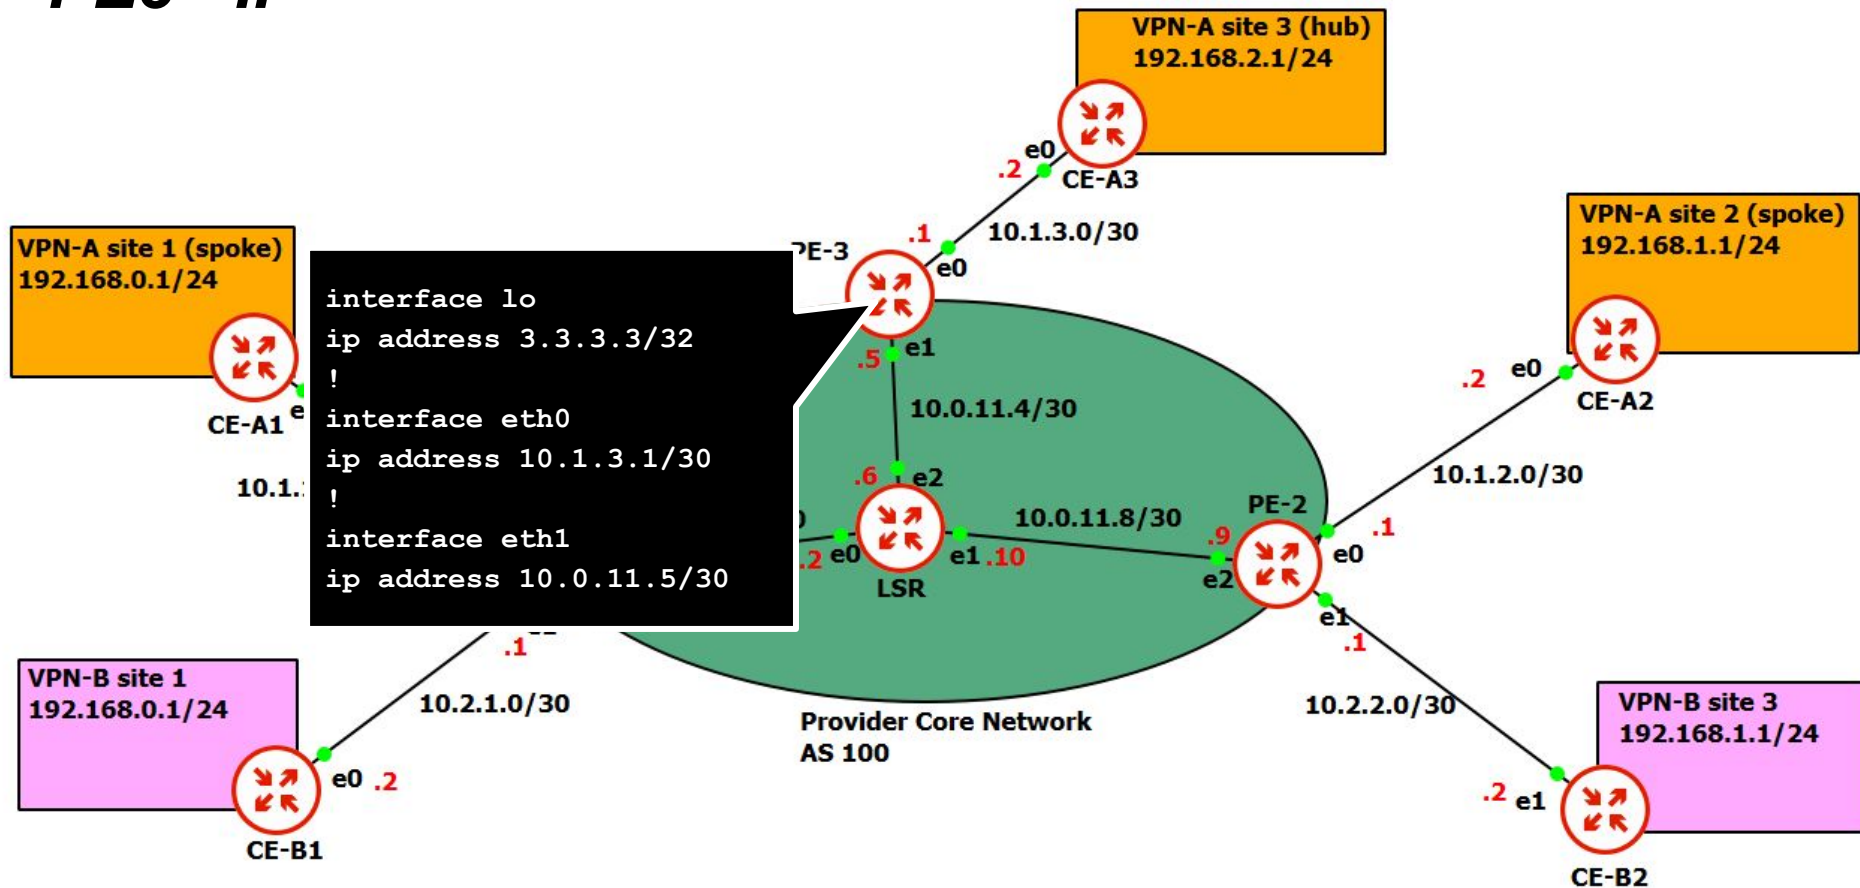 VPN-A site 3 (hub)
192.168.2.1/24
e0
.2
CE-A3
10.1.3.0/30
.1
e0
PE-3
VPN-A site 2 (spoke)
192.168.1.1/24
.2
e0
CE-A2
10.1.2.0/30
VPN-A site 1 (spoke)
192.168.0.1/24
CE-A1
interface lo
ip address 3.3.3.3/32
!
interface eth0
ip address 10.1.3.1/30
!
interface eth1
ip address 10.0.11.5/30
.5
e1
10.0.11.4/30
.6
e2
10.0.11.8/30
.2
e0
e1
.10
LSR
PE-2
.9
e2
.1
e0
e1
.1
.1
10.2.1.0/30
VPN-B site 1
192.168.0.1/24
e0
.2
CE-B1
Provider Core Network
AS 100
10.2.2.0/30
VPN-B site 3
192.168.1.1/24
.2
e1
CE-B2